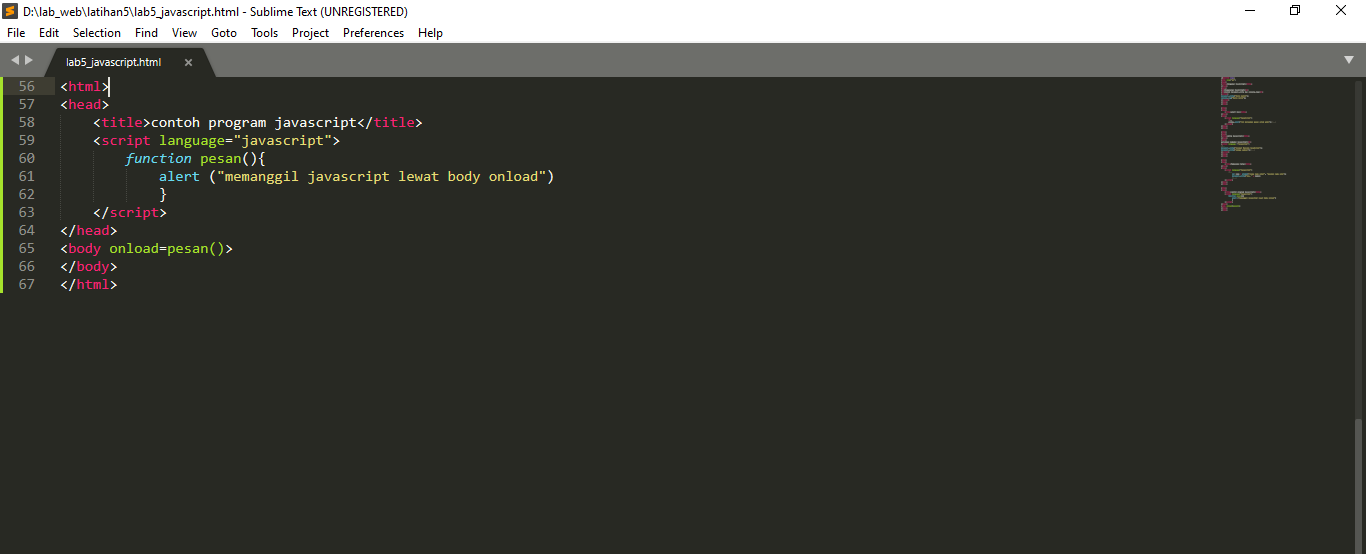 D:\lab_web\latihan5\lab5_javascript.html - Sublime Text (UNREGISTERED)
File Edit Selection Find View Goto Tools Project Preferences Help
lab5_javascript.html
56 <html>
57 <head>
58     <title>contoh program javascript</title>
59     <script language="javascript">
60         function pesan(){
61             alert ("memanggil javascript lewat body onload")
62             }
63     </script>
64 </head>
65 <body onload=pesan()>
66 </body>
67 </html>